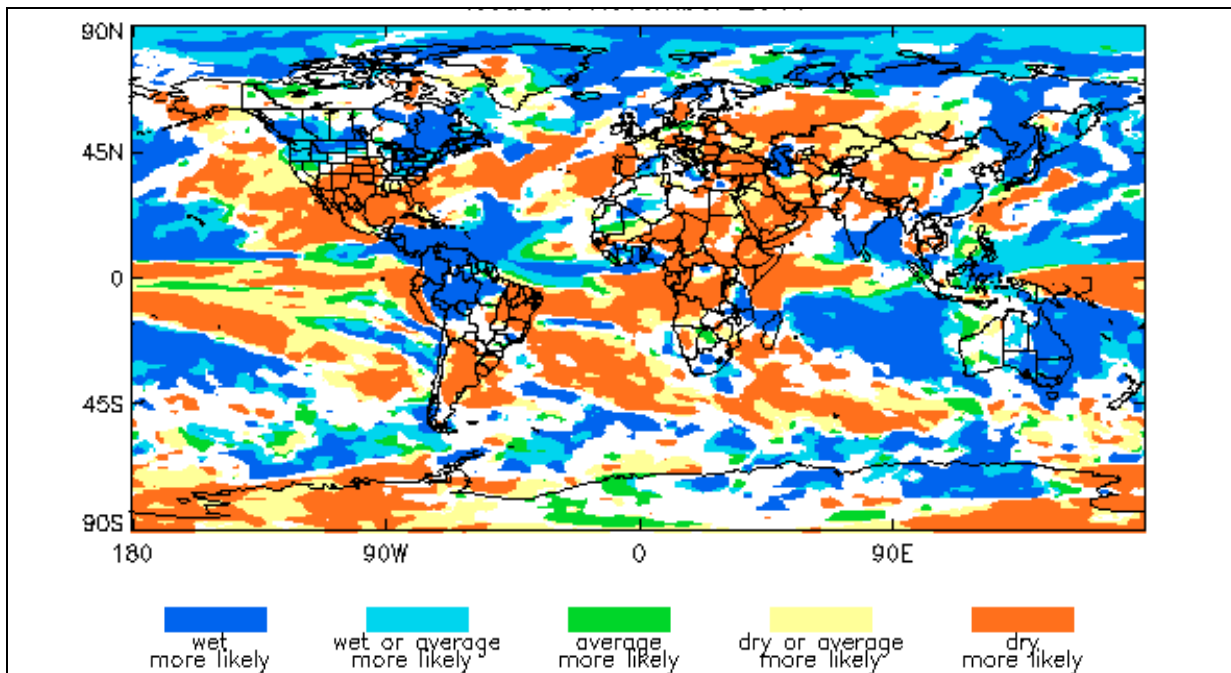 90N
45N
0
45S
90S
180 90W 0 90E
wet wet or average average dry or average dry
more likely more likely more likely more likely more likely